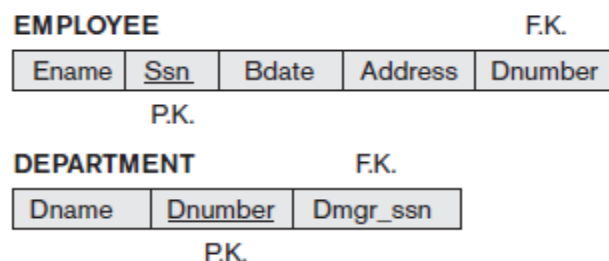 EMPLOYEE F.K.
Ename Ssn Bdate Address Dnumber
P.K.
DEPARTMENT F.K.
Dname Dnumber Dmgr_ssn
P.K.